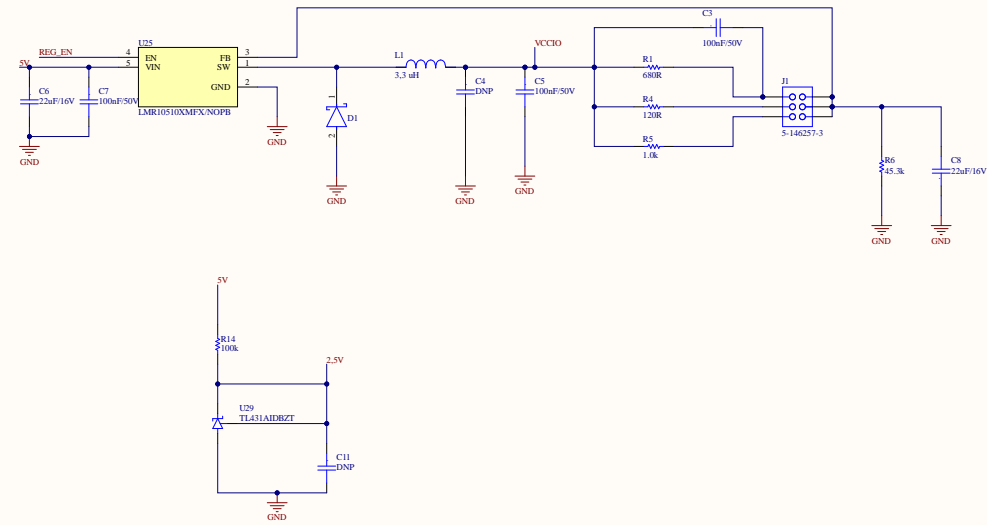 C3
100nF/50V
U25
REG_EN
4
EN
FB
3
5V
5
VIN
SW
1
GND
2
LMR10510XMFX/NOPB
GND
C6
22uF/16V
C7
100nF/50V
GND
1
D1
2
GND
L1
3,3 uH
C4
DNP
GND
VCCIO
C5
100nF/50V
GND
R1
680R
R4
120R
R5
1.0k
J1
5-146257-3
R6
45.3k
GND
C8
22uF/16V
GND
5V
R14
100k
2,5V
U29
TL431AIDBZT
C11
DNP
GND